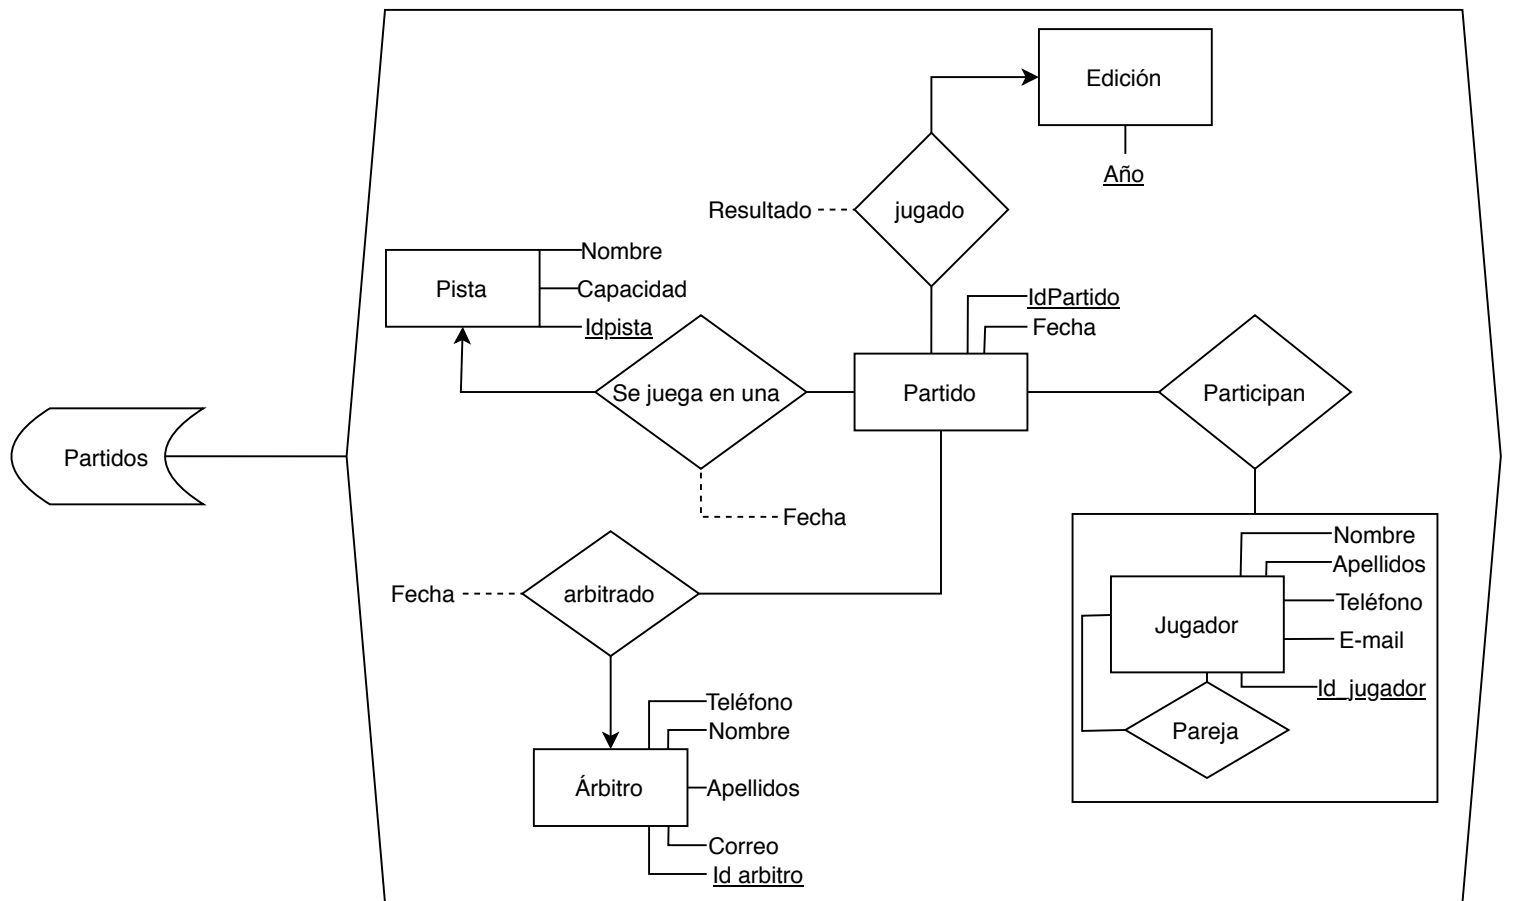 Edición
Año
jugado
Resultado
Nombre
Pista
Capacidad
Idpista
IdPartido
Fecha
Se juega en una
Partido
Participan
Partidos
Fecha
Fecha
arbitrado
Nombre
Apellidos
Teléfono
Jugador
E-mail
Id_jugador
Pareja
Teléfono
Nombre
Árbitro
Apellidos
Correo
Id arbitro